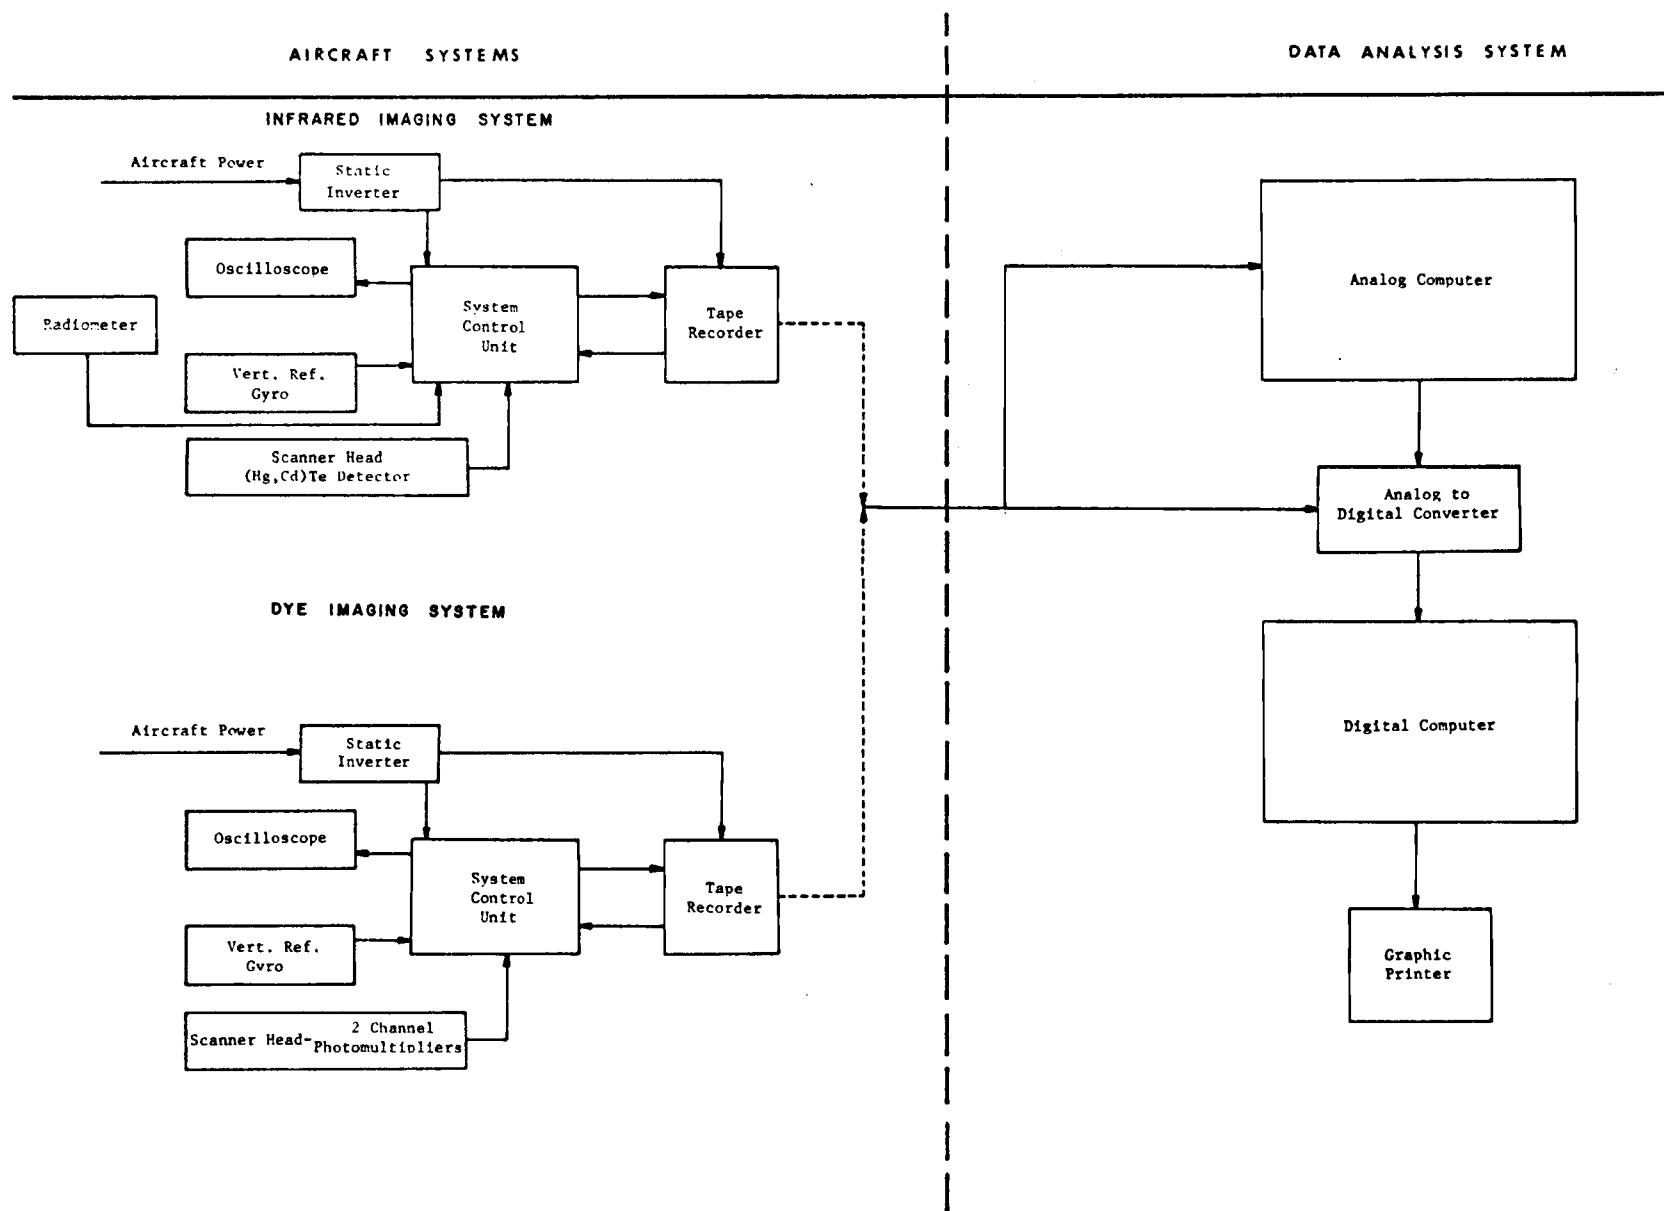 AIRCRAFT SYSTEMS
DATA ANALYSIS SYSTEM
INFRARED IMAGING SYSTEM
Aircraft Power
Static
Inverter
Oscilloscope
Radiometer
System
Control
Unit
Tape
Recorder
Vert. Ref.
Gyro
Scanner Head
(Hg,Cd)Te Detector
Analog Computer
Analog to
Digital Converter
DYE IMAGING SYSTEM
Aircraft Power
Static
Inverter
Oscilloscope
System
Control
Unit
Tape
Recorder
Vert. Ref.
Gyro
Scanner Head-
2 Channel
Photomultipliers
Digital Computer
Graphic
Printer